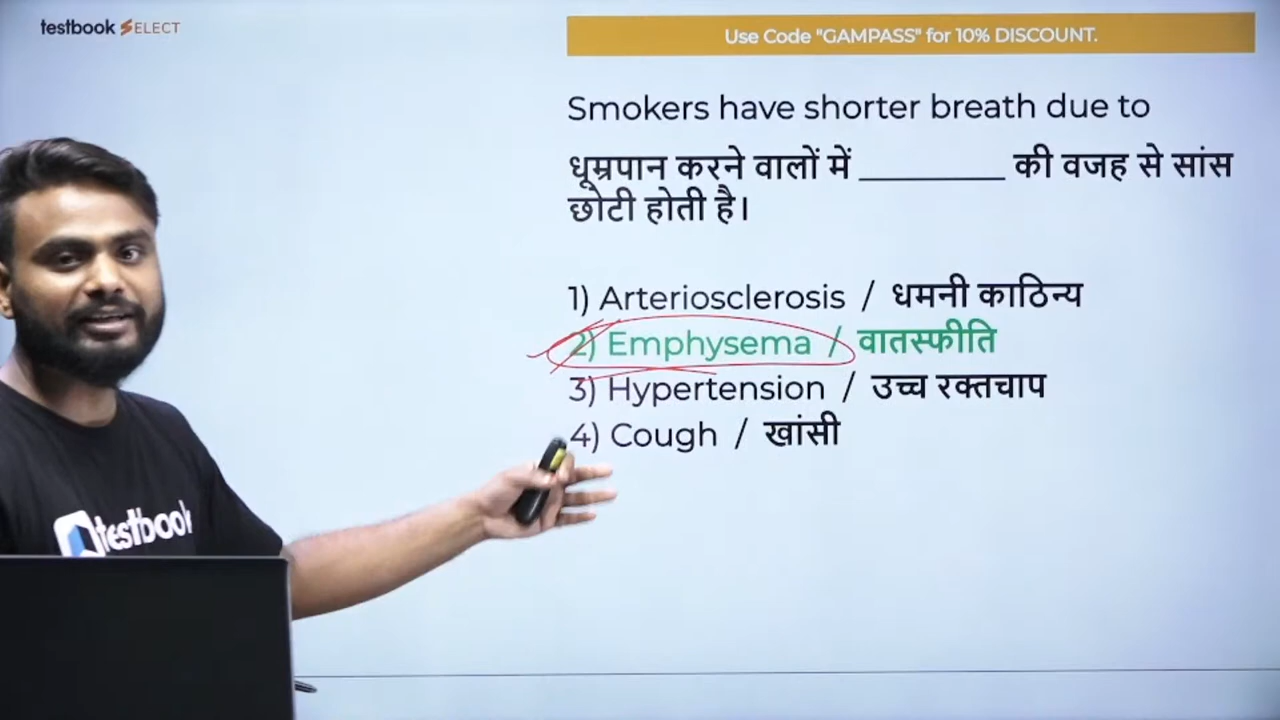 testbook SELECT
Use Code "GAMPASS" for 10% DISCOUNT.
Smokers have shorter breath due to
धूम्रपान करने वालों में _________ की वजह से सांस
छोटी होती है।
1) Arteriosclerosis / धमनी काठिन्य
2) Emphysema / वातस्फीति
3) Hypertension / उच्च रक्तचाप
4) Cough / खांसी
testbook